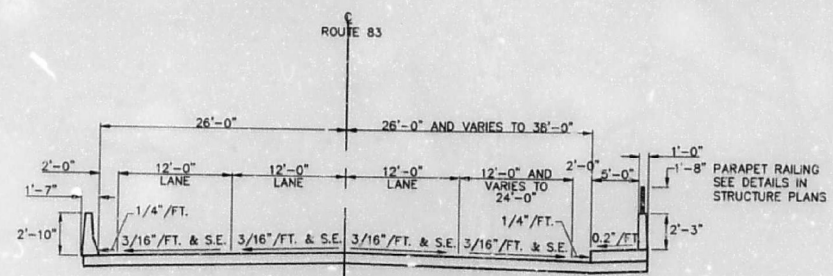 ℄
ROUTE 83
26'-0"
26'-0" AND VARIES TO 36'-0"
1'-0"
2'-0"
12'-0"
LANE
12'-0"
LANE
12'-0"
LANE
12'-0" AND
VARIES TO
24'-0"
2'-0"
5'-0"
1'-8"
PARAPET RAILING
SEE DETAILS IN
STRUCTURE PLANS
1'-7"
1/4"/FT.
1/4"/FT.
2'-10"
3/16"/FT. & S.E.
3/16"/FT. & S.E.
3/16"/FT. & S.E.
3/16"/FT. & S.E.
0.2"/FT
2'-3"